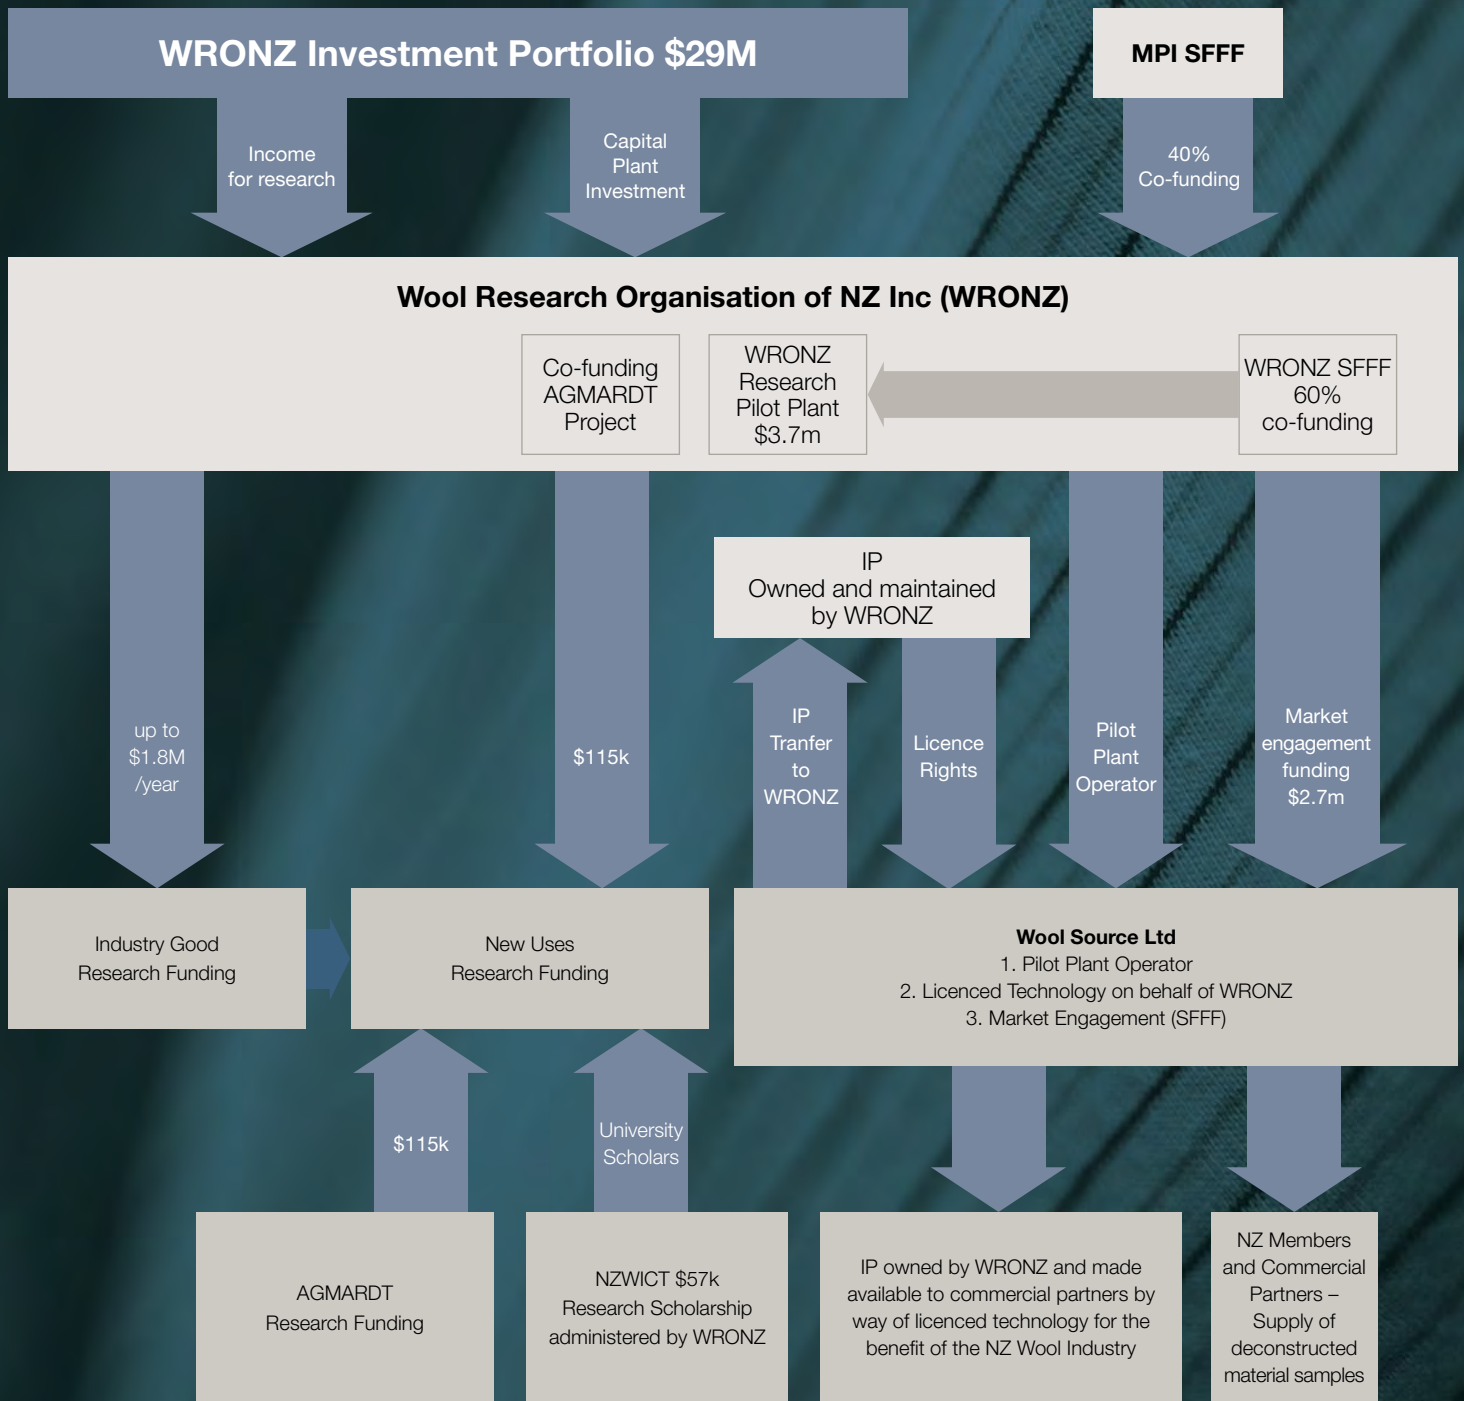 WRONZ Investment Portfolio $29M
MPI SFFF
Income
for research
Capital
Plant
Investment
40%
Co-funding
Wool Research Organisation of NZ Inc (WRONZ)
Co-funding
AGMARDT
Project
WRONZ
Research
Pilot Plant
$3.7m
WRONZ SFFF
60%
co-funding
IP
Owned and maintained
by WRONZ
up to
$1.8M
/year
$115k
IP
Tranfer
to
WRONZ
Licence
Rights
Pilot
Plant
Operator
Market
engagement
funding
$2.7m
Industry Good
Research Funding
New Uses
Research Funding
Wool Source Ltd
1. Pilot Plant Operator
2. Licenced Technology on behalf of WRONZ
3. Market Engagement (SFFF)
$115k
University
Scholars
AGMARDT
Research Funding
NZWICT $57k
Research Scholarship
administered by WRONZ
IP owned by WRONZ and made
available to commercial partners by
way of licenced technology for the
benefit of the NZ Wool Industry
NZ Members
and Commercial
Partners –
Supply of
deconstructed
material samples